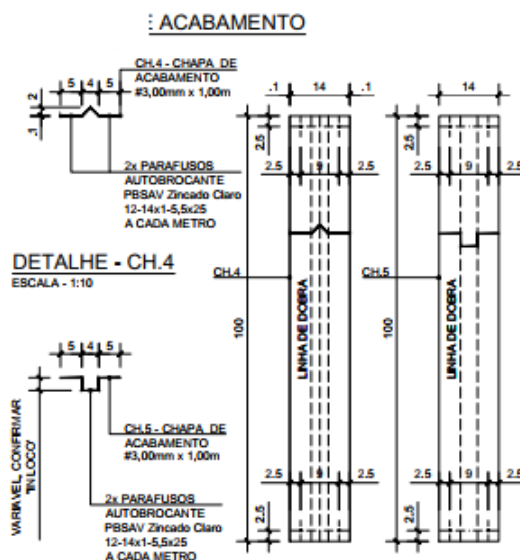 : ACABAMENTO
CH.4 - CHAPA DE
ACABAMENTO
#3,00mm x 1,00m
5 4 5
2
.1
2x PARAFUSOS
AUTOBROCANTE
PBSAV Zincado Claro
12-14x1-5,5x25
A CADA METRO
DETALHE - CH.4
ESCALA - 1:10
5 4 5
VARIAVEL, CONFIRMAR
'IN LOCO'
CH.5 - CHAPA DE
ACABAMENTO
#3,00mm x 1,00m
2x PARAFUSOS
AUTOBROCANTE
PBSAV Zincado Claro
12-14x1-5,5x25
A CADA METRO
.1 14 .1
2.5
2.5 9 2.5
CH.4
LINHA DE DOBRA
100
2.5 9 2.5
2.5
14
2.5
2.5 9 2.5
CH.5
LINHA DE DOBRA
100
2.5 9 2.5
2.5